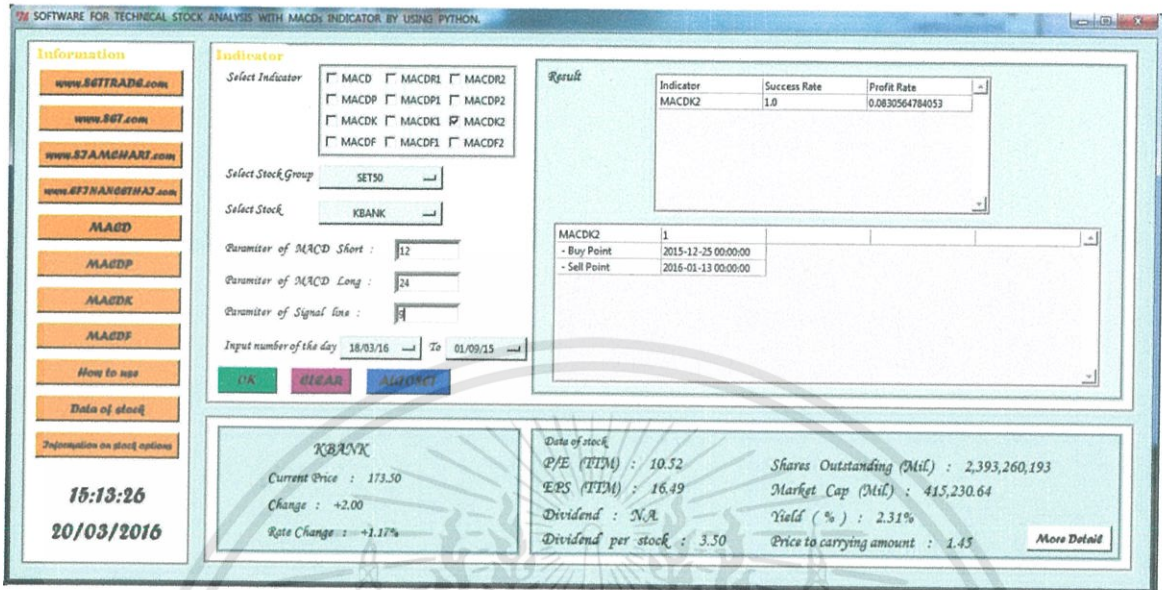 SOFTWARE FOR TECHNICAL STOCK ANALYSIS WITH MACDs INDICATOR BY USING PYTHON.
Information
www.SETTRADE.com
www.SET.com
www.SIAMCHART.com
www.EFINANCETHAI.com
MACD
MACDP
MACDK
MACDF
How to use
Data of stock
Information on stock options
15:13:26
20/03/2016
Indicator
Select Indicator
MACD MACDR1 MACDR2
MACDP MACDP1 MACDP2
MACDK MACDK1 MACDK2
MACDF MACDF1 MACDF2
Select Stock Group SET50
Select Stock KBANK
Paramiter of MACD Short : 12
Paramiter of MACD Long : 24
Paramiter of Signal line : 9
Input number of the day 18/03/16 To 01/09/15
OK CLEAR AUTOSET
Result
Indicator Success Rate Profit Rate
MACDK2 1.0 0.0830564784053
MACDK2 1
- Buy Point 2015-12-25 00:00:00
- Sell Point 2016-01-13 00:00:00
KBANK
Current Price : 173.50
Change : +2.00
Rate Change : +1.17%
Data of stock
P/E (TTM) : 10.52
EPS (TTM) : 16.49
Dividend : N.A.
Dividend per stock : 3.50
Shares Outstanding (Mil.) : 2,393,260,193
Market Cap (Mil.) : 415,230.64
Yield ( % ) : 2.31%
Price to carrying amount : 1.45
More Detail